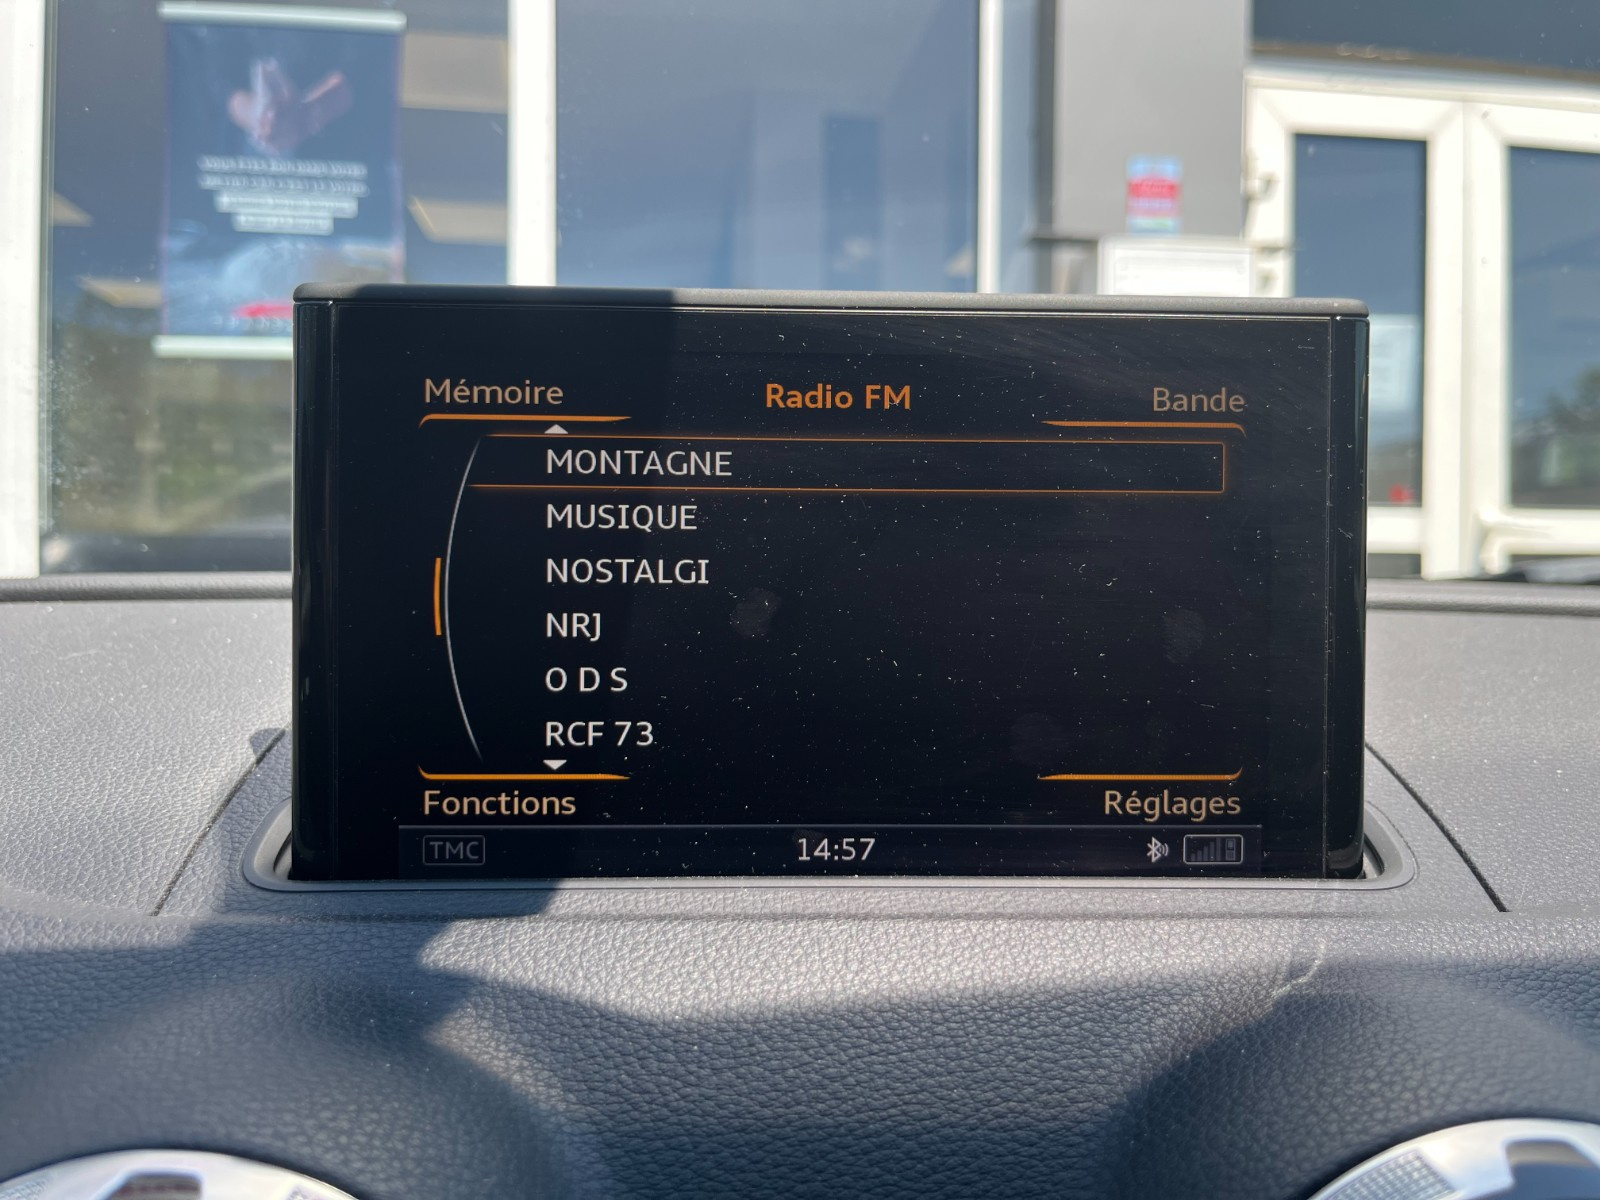 Mémoire
Radio FM
Bande
MONTAGNE
MUSIQUE
NOSTALGI
NRJ
O D S
RCF 73
Fonctions
Réglages
TMC
14:57